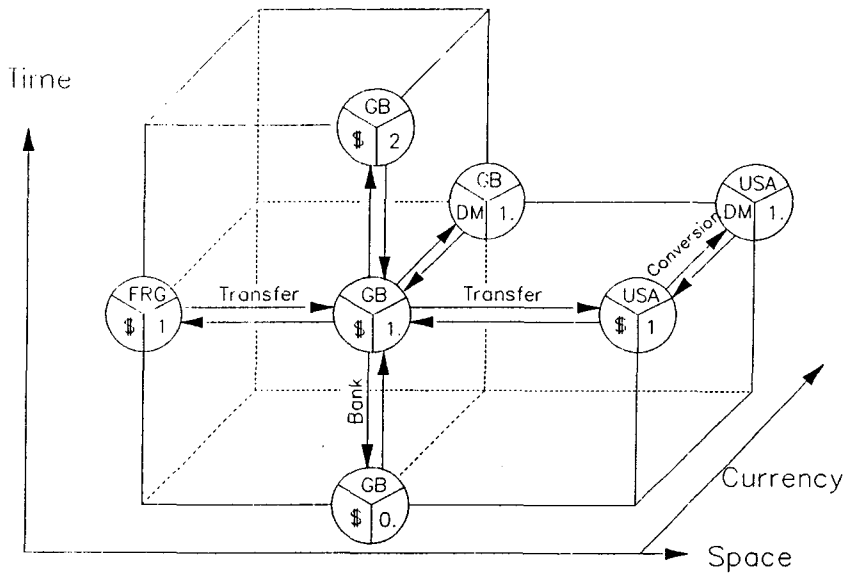 Time
GB
$ 2
GB
DM 1.
USA
DM 1.
Conversion
FRG
$ 1
Transfer
GB
$ 1.
Transfer
USA
$ 1
Bank
GB
$ 0.
Currency
Space